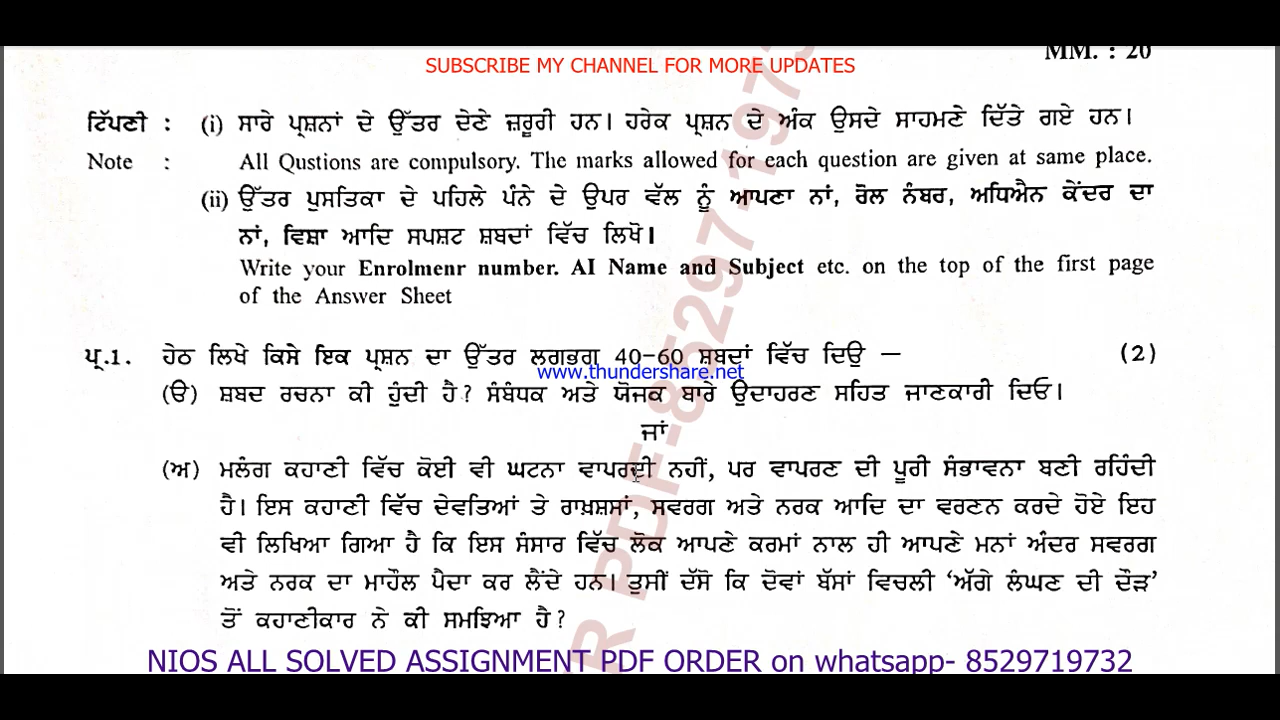 MM. : 20
SUBSCRIBE MY CHANNEL FOR MORE UPDATES
ਟਿੱਪਣੀ : (i) ਸਾਰੇ ਪ੍ਰਸ਼ਨਾਂ ਦੇ ਉੱਤਰ ਦੇਣੇ ਜ਼ਰੂਰੀ ਹਨ। ਹਰੇਕ ਪ੍ਰਸ਼ਨ ਦੇ ਅੰਕ ਉਸਦੇ ਸਾਹਮਣੇ ਦਿੱਤੇ ਗਏ ਹਨ।
Note : All Qustions are compulsory. The marks allowed for each question are given at same place.
(ii) ਉੱਤਰ ਪੁਸਤਿਕਾ ਦੇ ਪਹਿਲੇ ਪੰਨੇ ਦੇ ਉਪਰ ਵੱਲ ਨੂੰ ਆਪਣਾ ਨਾਂ, ਰੋਲ ਨੰਬਰ, ਅਧਿਐਨ ਕੇਂਦਰ ਦਾ
ਨਾਂ, ਵਿਸ਼ਾ ਆਦਿ ਸਪਸ਼ਟ ਸ਼ਬਦਾਂ ਵਿੱਚ ਲਿਖੋ।
Write your Enrolmenr number. AI Name and Subject etc. on the top of the first page
of the Answer Sheet
ਪ੍ਰ.1. ਹੇਠ ਲਿਖੇ ਕਿਸੇ ਇਕ ਪ੍ਰਸ਼ਨ ਦਾ ਉੱਤਰ ਲਗਭਗ 40-60 ਸ਼ਬਦਾਂ ਵਿੱਚ ਦਿਉ — (2)
www.thundershare.net
(ੳ) ਸ਼ਬਦ ਰਚਨਾ ਕੀ ਹੁੰਦੀ ਹੈ? ਸੰਬੰਧਕ ਅਤੇ ਯੋਜਕ ਬਾਰੇ ਉਦਾਹਰਣ ਸਹਿਤ ਜਾਣਕਾਰੀ ਦਿਓ।
ਜਾਂ
(ਅ) ਮਲੰਗ ਕਹਾਣੀ ਵਿੱਚ ਕੋਈ ਵੀ ਘਟਨਾ ਵਾਪਰਦੀ ਨਹੀਂ, ਪਰ ਵਾਪਰਣ ਦੀ ਪੂਰੀ ਸੰਭਾਵਨਾ ਬਣੀ ਰਹਿੰਦੀ
ਹੈ। ਇਸ ਕਹਾਣੀ ਵਿੱਚ ਦੇਵਤਿਆਂ ਤੇ ਰਾਖ਼ਸ਼ਸਾਂ, ਸਵਰਗ ਅਤੇ ਨਰਕ ਆਦਿ ਦਾ ਵਰਣਨ ਕਰਦੇ ਹੋਏ ਇਹ
ਵੀ ਲਿਖਿਆ ਗਿਆ ਹੈ ਕਿ ਇਸ ਸੰਸਾਰ ਵਿੱਚ ਲੋਕ ਆਪਣੇ ਕਰਮਾਂ ਨਾਲ ਹੀ ਆਪਣੇ ਮਨਾਂ ਅੰਦਰ ਸਵਰਗ
ਅਤੇ ਨਰਕ ਦਾ ਮਾਹੌਲ ਪੈਦਾ ਕਰ ਲੈਂਦੇ ਹਨ। ਤੁਸੀਂ ਦੱਸੋ ਕਿ ਦੋਵਾਂ ਬੱਸਾਂ ਵਿਚਲੀ ‘ਅੱਗੇ ਲੰਘਣ ਦੀ ਦੌੜ’
ਤੋਂ ਕਹਾਣੀਕਾਰ ਨੇ ਕੀ ਸਮਝਿਆ ਹੈ?
NIOS ALL SOLVED ASSIGNMENT PDF ORDER on whatsapp- 8529719732